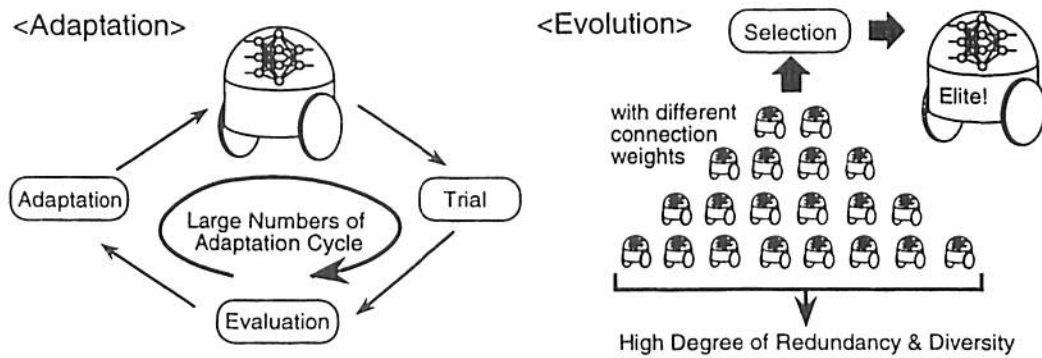 <Adaptation>
Adaptation
Trial
Large Numbers of
Adaptation Cycle
Evaluation
<Evolution>
Selection
Elite!
with different
connection
weights
High Degree of Redundancy & Diversity